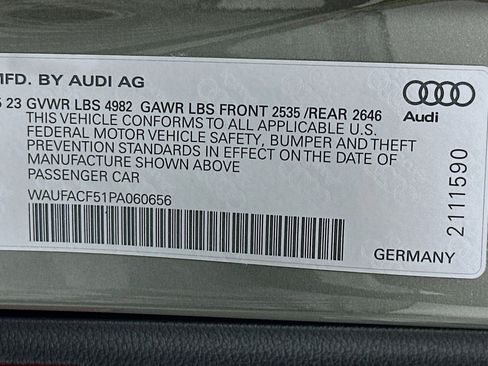 MFD. BY AUDI AG
5 23 GVWR LBS 4982 GAWR LBS FRONT 2535 /REAR 2646
THIS VEHICLE CONFORMS TO ALL APPLICABLE U.S.
FEDERAL MOTOR VEHICLE SAFETY, BUMPER AND THEFT
PREVENTION STANDARDS IN EFFECT ON THE DATE OF
MANUFACTURE SHOWN ABOVE
PASSENGER CAR
WAUFACF51PA060656
Audi
2111590
GERMANY